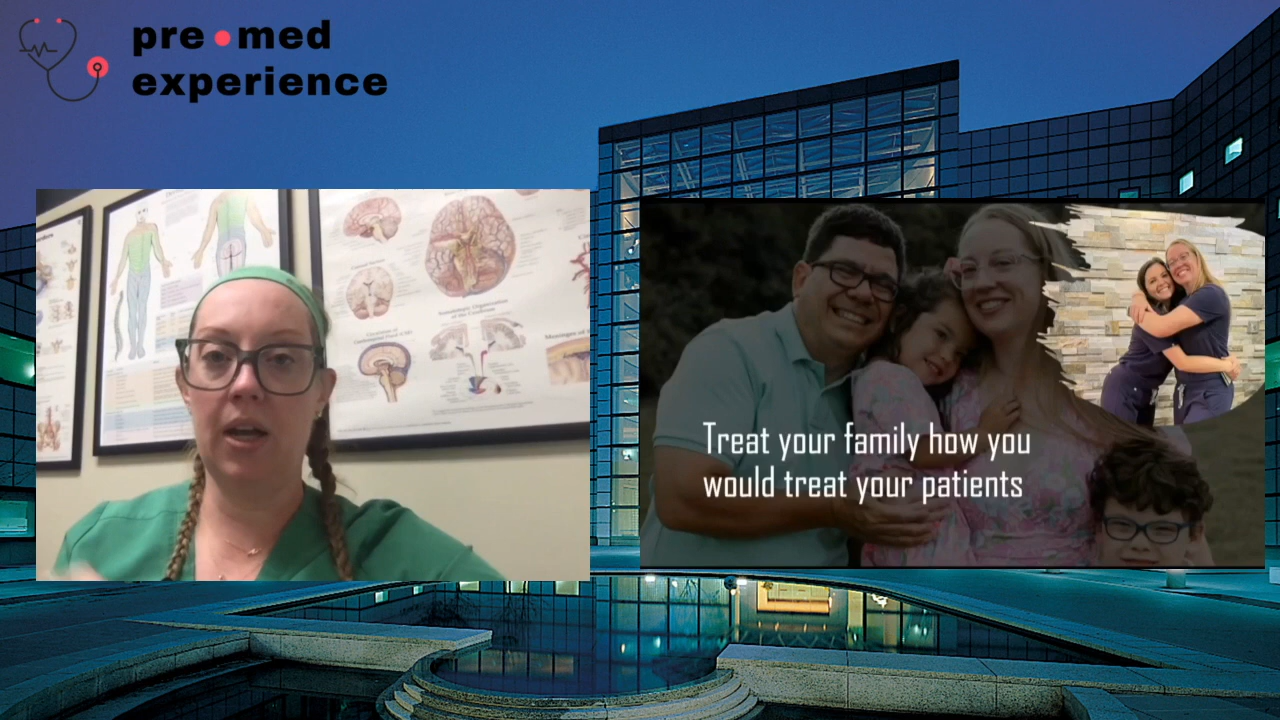 pre med
experience
Treat your family how you
would treat your patients